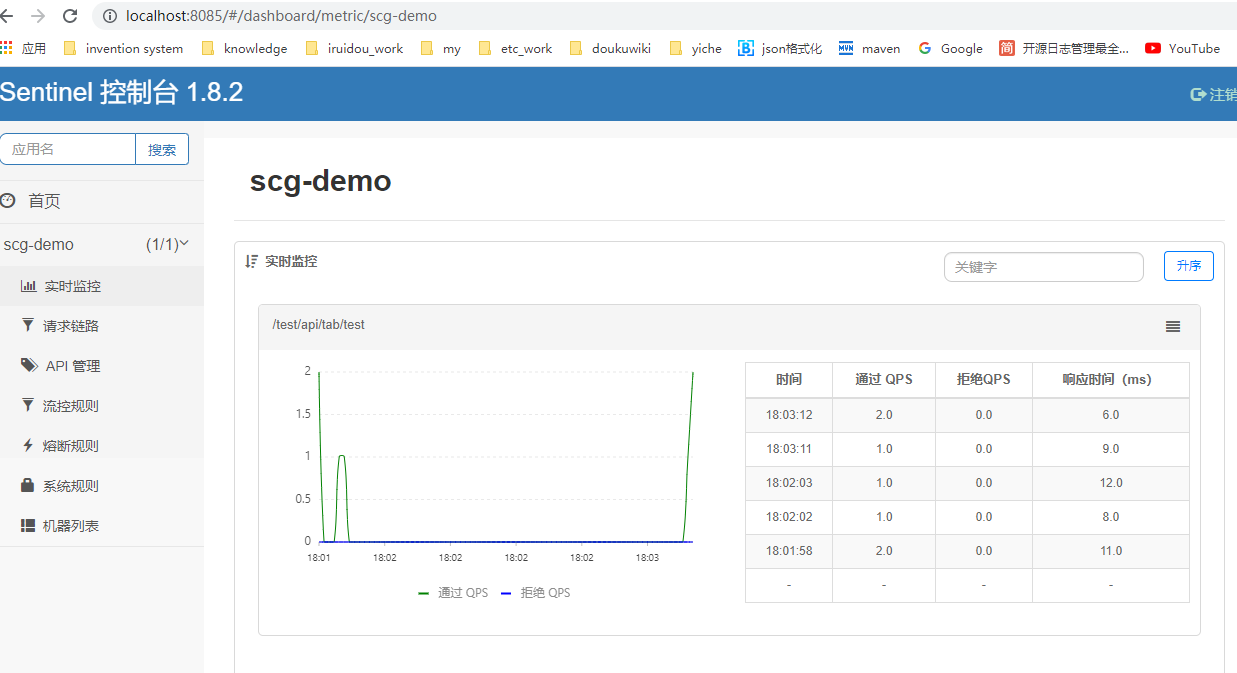 localhost:8085/#/dashboard/metric/scg-demo
应用 invention system knowledge iruidou_work my etc_work doukuwiki yiche json格式化 maven Google 开源日志管理最全... YouTube
Sentinel 控制台 1.8.2
注销
应用名 搜索
首页
scg-demo (1/1)
实时监控
请求链路
API 管理
流控规则
熔断规则
系统规则
机器列表
scg-demo
实时监控 关键字 升序
/test/api/tab/test
2
1.5
1
0.5
0
18:01 18:02 18:02 18:02 18:02 18:03
通过 QPS 拒绝 QPS
时间 通过 QPS 拒绝QPS 响应时间（ms）
18:03:12 2.0 0.0 6.0
18:03:11 1.0 0.0 9.0
18:02:03 1.0 0.0 12.0
18:02:02 1.0 0.0 8.0
18:01:58 2.0 0.0 11.0
- - - -